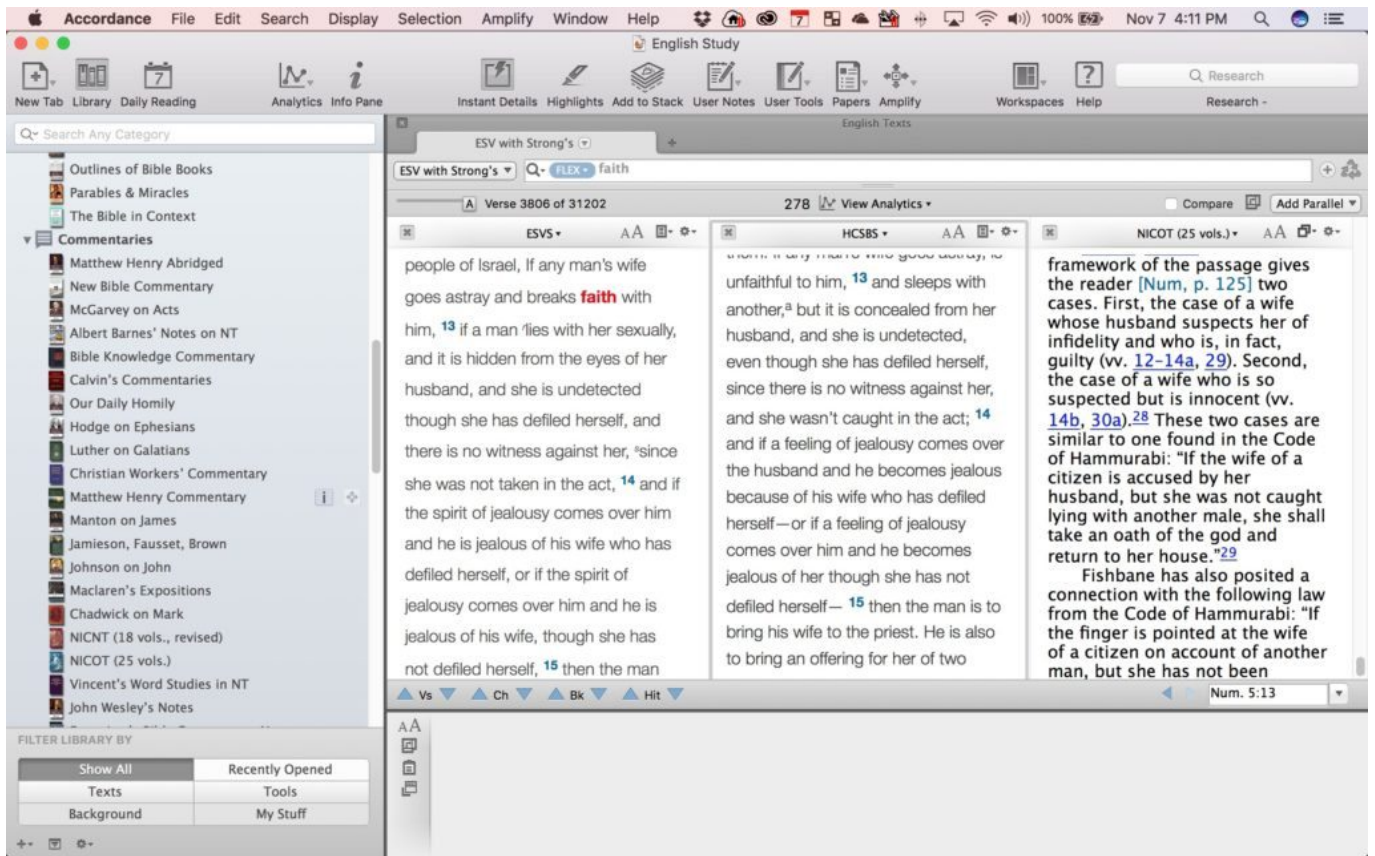 Accordance File Edit Search Display Selection Amplify Window Help 100% Nov 7 4:11 PM
English Study
New Tab Library Daily Reading Analytics Info Pane Instant Details Highlights Add to Stack User Notes User Tools Papers Amplify Workspaces Help Research
Research -
Search Any Category
Outlines of Bible Books
Parables & Miracles
The Bible in Context
Commentaries
Matthew Henry Abridged
New Bible Commentary
McGarvey on Acts
Albert Barnes' Notes on NT
Bible Knowledge Commentary
Calvin's Commentaries
Our Daily Homily
Hodge on Ephesians
Luther on Galatians
Christian Workers' Commentary
Matthew Henry Commentary
Manton on James
Jamieson, Fausset, Brown
Johnson on John
Maclaren's Expositions
Chadwick on Mark
NICNT (18 vols., revised)
NICOT (25 vols.)
Vincent's Word Studies in NT
John Wesley's Notes
FILTER LIBRARY BY
Show All Recently Opened
Texts Tools
Background My Stuff
English Texts
ESV with Strong's
ESV with Strong's FLEX faith
A Verse 3806 of 31202 278 View Analytics Compare Add Parallel
ESVS AA
people of Israel, If any man's wife
goes astray and breaks faith with
him, 13 if a man lies with her sexually,
and it is hidden from the eyes of her
husband, and she is undetected
though she has defiled herself, and
there is no witness against her, since
she was not taken in the act, 14 and if
the spirit of jealousy comes over him
and he is jealous of his wife who has
defiled herself, or if the spirit of
jealousy comes over him and he is
jealous of his wife, though she has
not defiled herself, 15 then the man
HCSBS AA
unfaithful to him, 13 and sleeps with
another,a but it is concealed from her
husband, and she is undetected,
even though she has defiled herself,
since there is no witness against her,
and she wasn't caught in the act; 14
and if a feeling of jealousy comes over
the husband and he becomes jealous
because of his wife who has defiled
herself—or if a feeling of jealousy
comes over him and he becomes
jealous of her though she has not
defiled herself— 15 then the man is to
bring his wife to the priest. He is also
to bring an offering for her of two
NICOT (25 vols.) AA
framework of the passage gives
the reader [Num, p. 125] two
cases. First, the case of a wife
whose husband suspects her of
infidelity and who is, in fact,
guilty (vv. 12–14a, 29). Second,
the case of a wife who is so
suspected but is innocent (vv.
14b, 30a).28 These two cases are
similar to one found in the Code
of Hammurabi: “If the wife of a
citizen is accused by her
husband, but she was not caught
lying with another male, she shall
take an oath of the god and
return to her house.”29
Fishbane has also posited a
connection with the following law
from the Code of Hammurabi: “If
the finger is pointed at the wife
of a citizen on account of another
man, but she has not been
Vs Ch Bk Hit Num. 5:13
AA